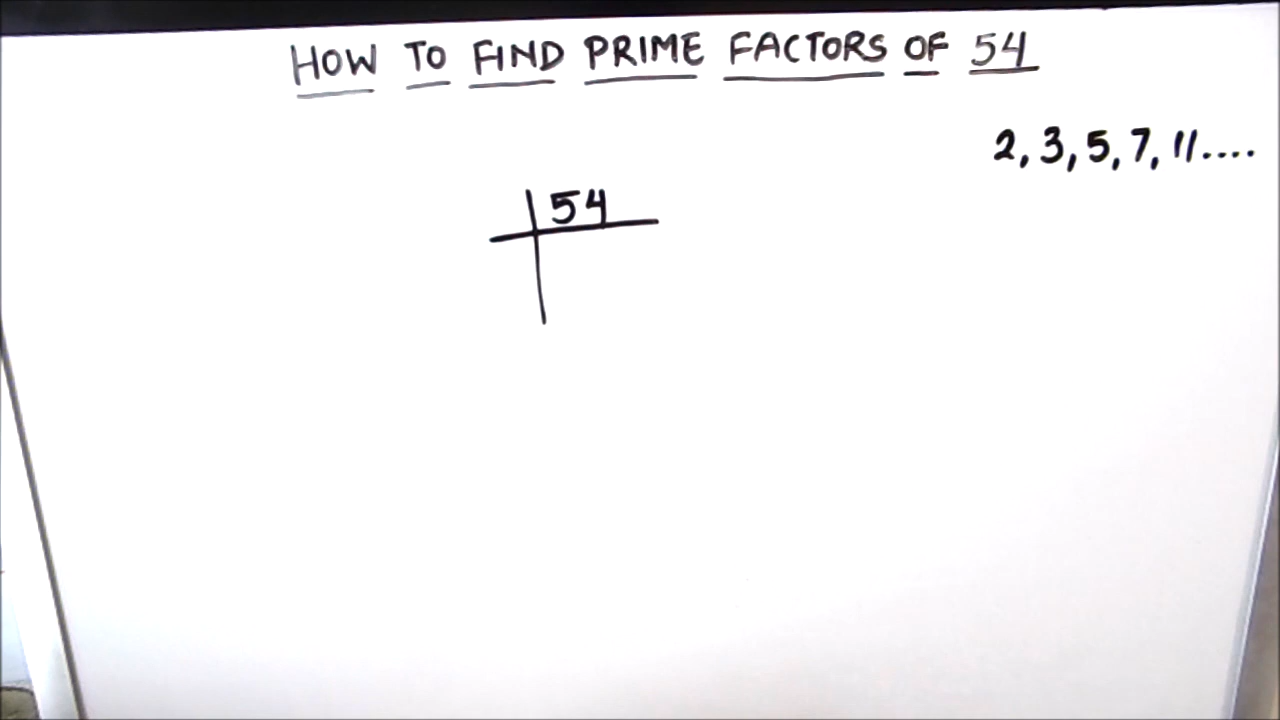 HOW TO FIND PRIME FACTORS OF 54
2, 3, 5, 7, 11....
54